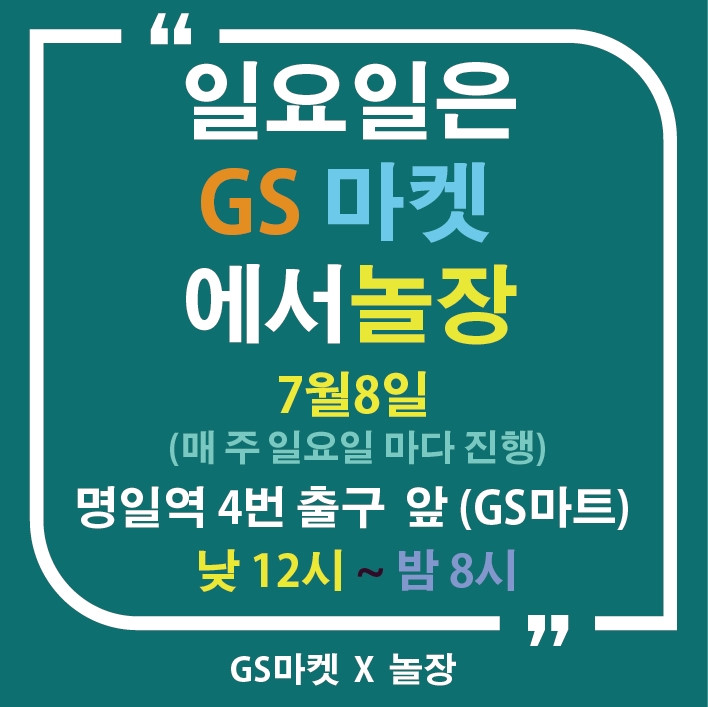 일요일은
GS 마켓
에서놀장
7월8일
(매 주 일요일 마다 진행)
명일역 4번 출구 앞 (GS마트)
낮 12시 ~ 밤 8시
GS마켓 X 놀장